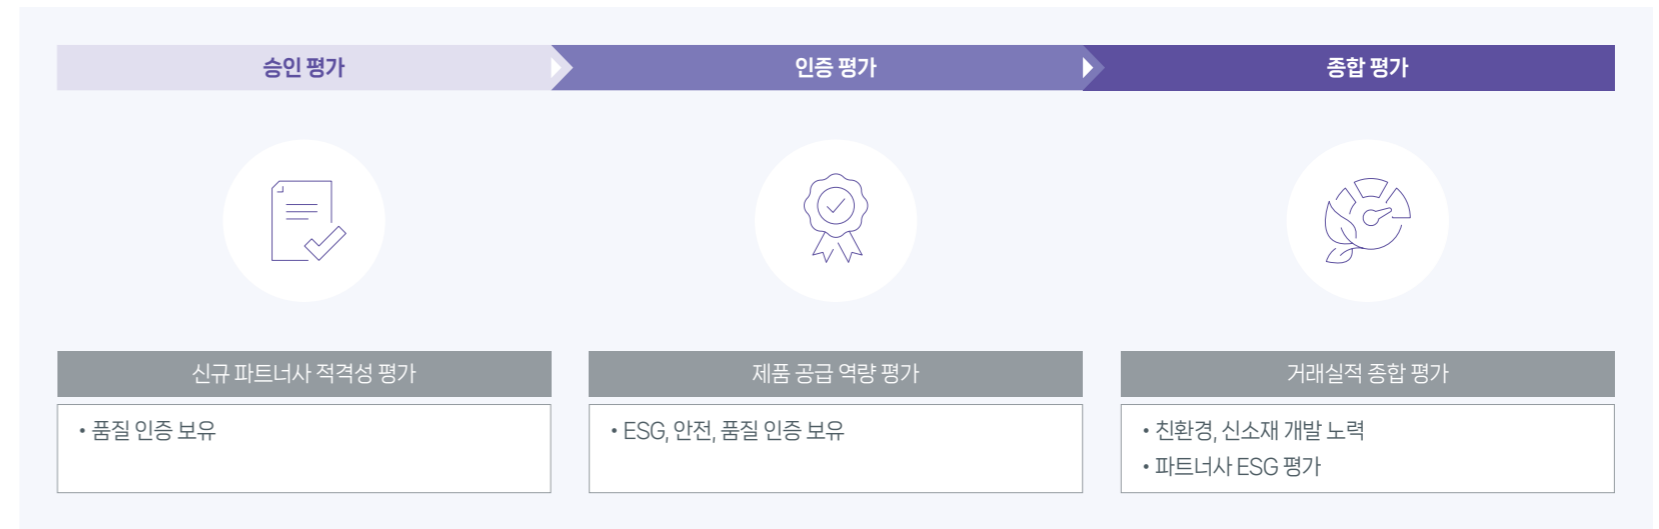 승인 평가
인증 평가
종합 평가
신규 파트너사 적격성 평가
제품 공급 역량 평가
거래실적 종합 평가
• 품질 인증 보유
• ESG, 안전, 품질 인증 보유
• 친환경, 신소재 개발 노력
• 파트너사 ESG 평가